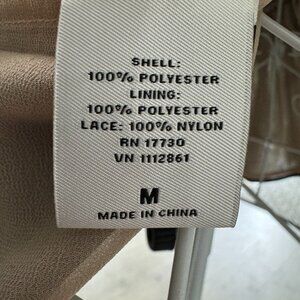 SHELL:
100% POLYESTER
LINING:
100% POLYESTER
LACE: 100% NYLON
RN 17730
VN 1112861
M
MADE IN CHINA